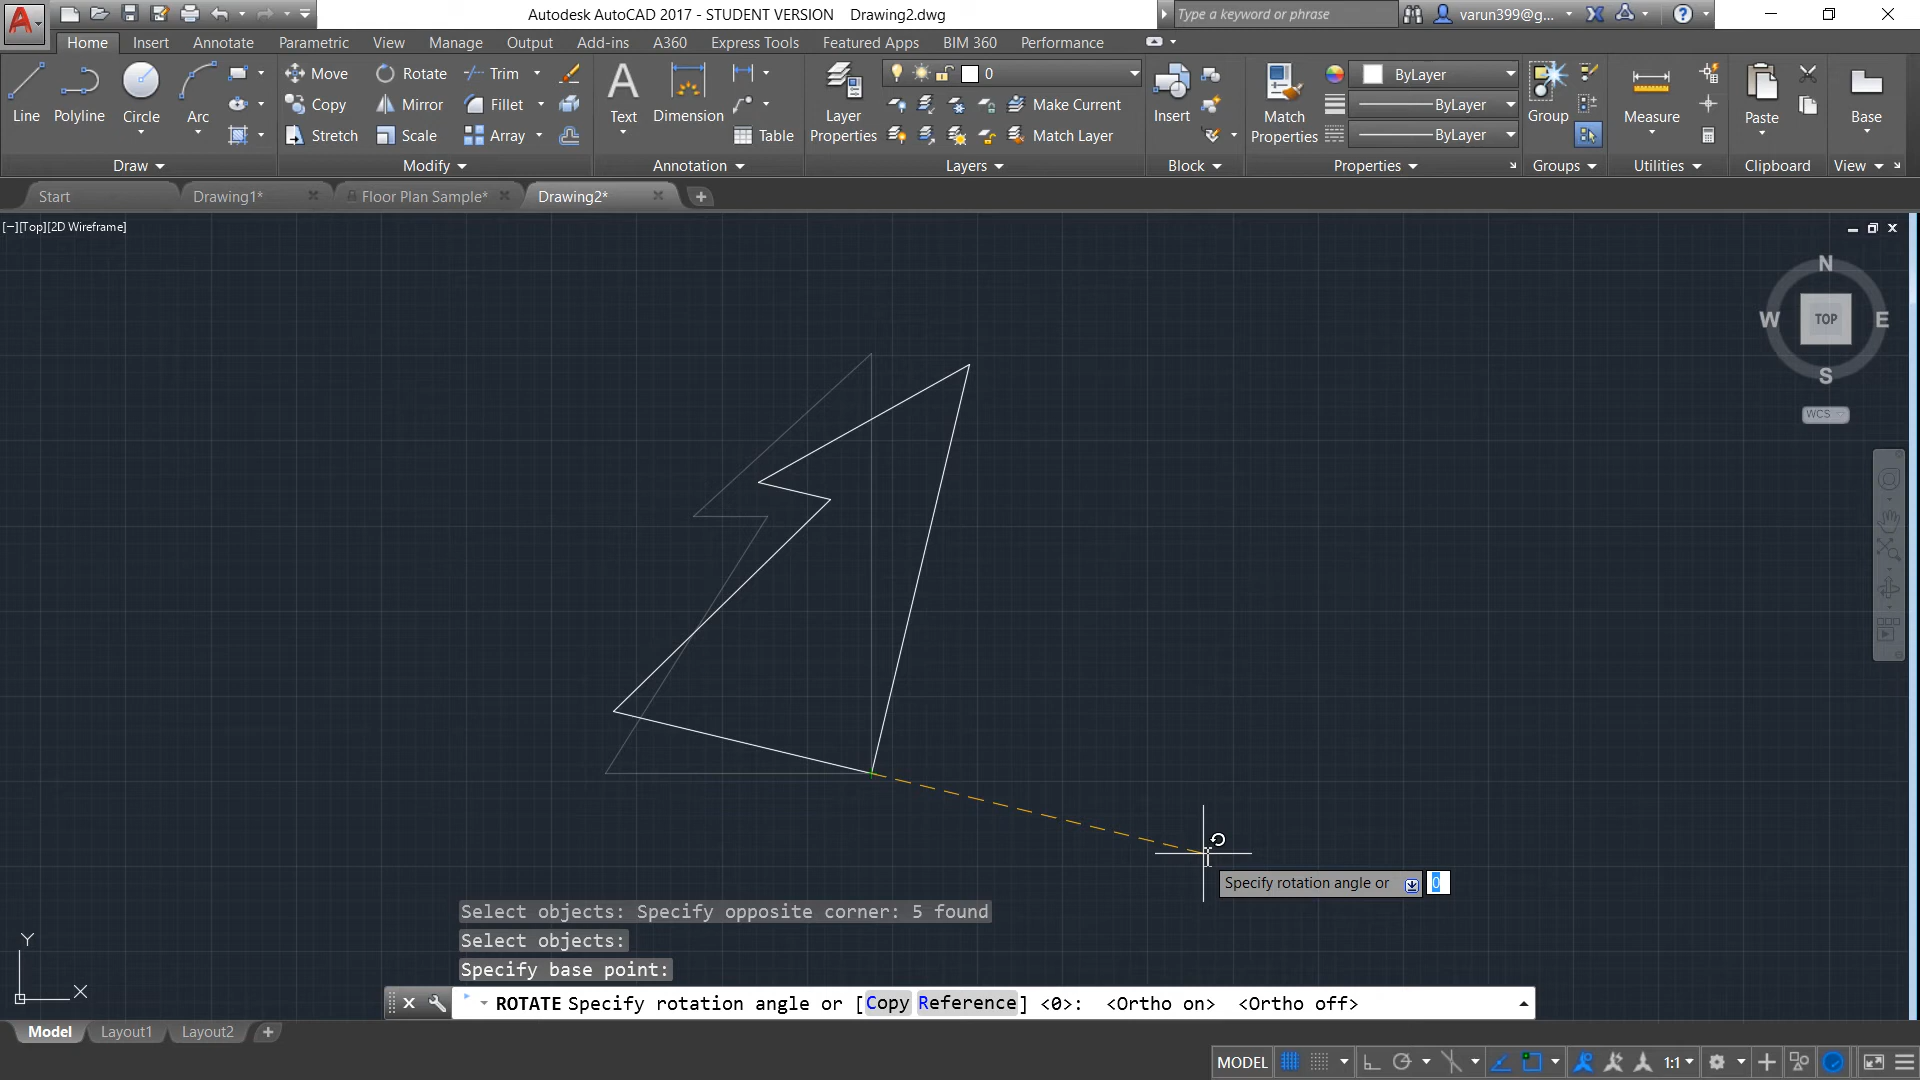 Autodesk AutoCAD 2017 - STUDENT VERSION Drawing2.dwg
Type a keyword or phrase
varun399@g...
Home Insert Annotate Parametric View Manage Output Add-ins A360 Express Tools Featured Apps BIM 360 Performance
Line Polyline Circle Arc
Draw
Move Rotate Trim
Copy Mirror Fillet
Stretch Scale Array
Modify
Text Dimension Table
Annotation
Layer Properties
0
Make Current
Match Layer
Layers
Insert
Block
Match Properties
ByLayer
ByLayer
ByLayer
Properties
Group
Groups
Measure
Utilities
Paste
Clipboard
Base
View
Start Drawing1* Floor Plan Sample* Drawing2*
[−][Top][2D Wireframe]
N
W TOP E
S
WCS
Specify rotation angle or 0
Select objects: Specify opposite corner: 5 found
Select objects:
Specify base point:
ROTATE Specify rotation angle or [Copy Reference] <0>: <Ortho on> <Ortho off>
Y
X
Model Layout1 Layout2
MODEL 1:1